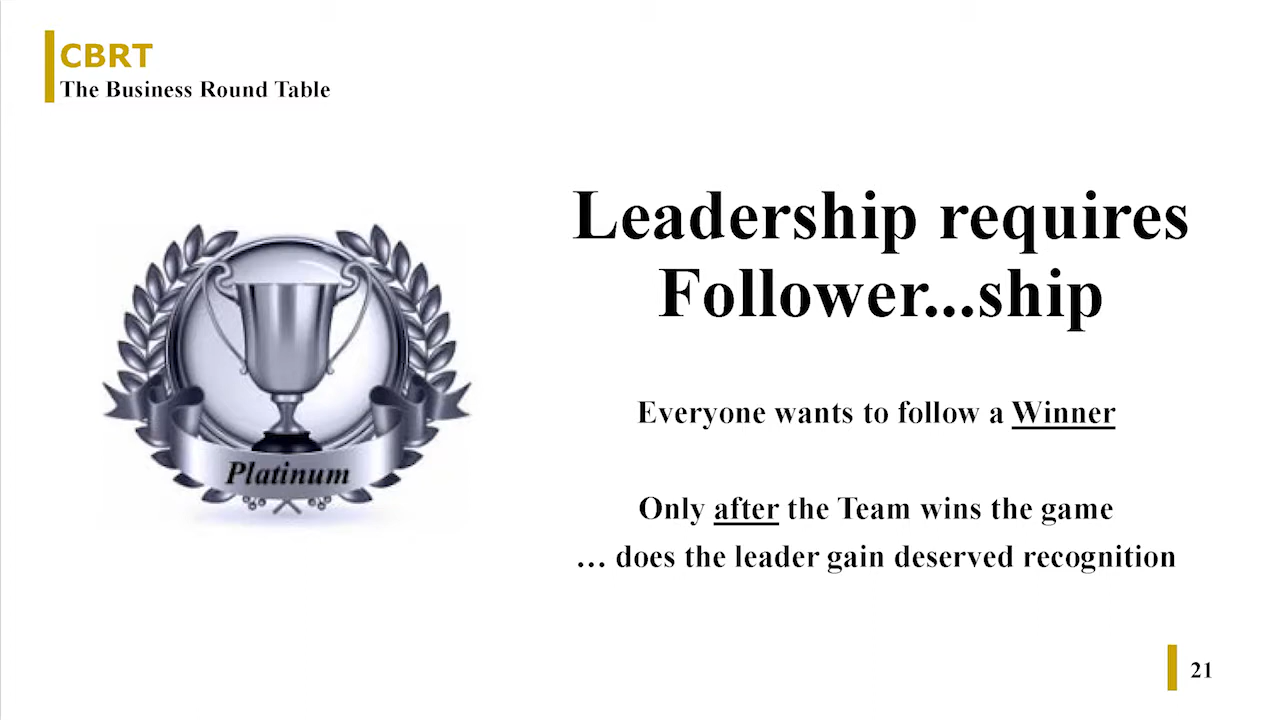 CBRT
The Business Round Table
Leadership requires
Follower...ship
Everyone wants to follow a Winner
Only after the Team wins the game
… does the leader gain deserved recognition
Platinum
21